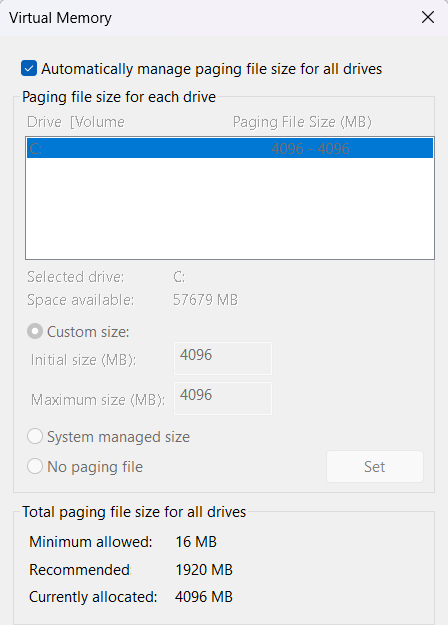 Virtual Memory
Automatically manage paging file size for all drives
Paging file size for each drive
Drive [Volume Paging File Size (MB)
C: 4096 - 4096
Selected drive: C:
Space available: 57679 MB
Custom size:
Initial size (MB): 4096
Maximum size (MB): 4096
System managed size
No paging file Set
Total paging file size for all drives
Minimum allowed: 16 MB
Recommended 1920 MB
Currently allocated: 4096 MB